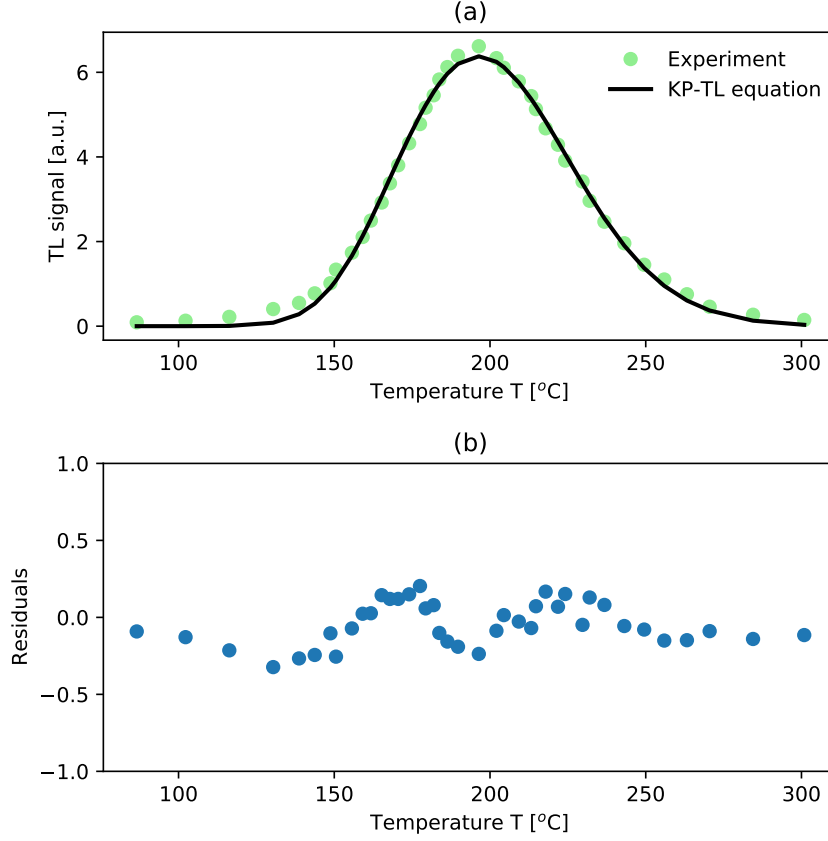 (a)
TL signal [a.u.]
6
4
2
0
Experiment
KP-TL equation
100 150 200 250 300
Temperature T [°C]
(b)
Residuals
1.0
0.5
0.0
−0.5
−1.0
100 150 200 250 300
Temperature T [°C]